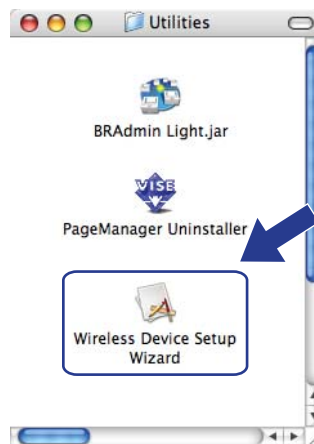 Utilities
BRAdmin Light.jar
VISE
PageManager Uninstaller
Wireless Device Setup
Wizard